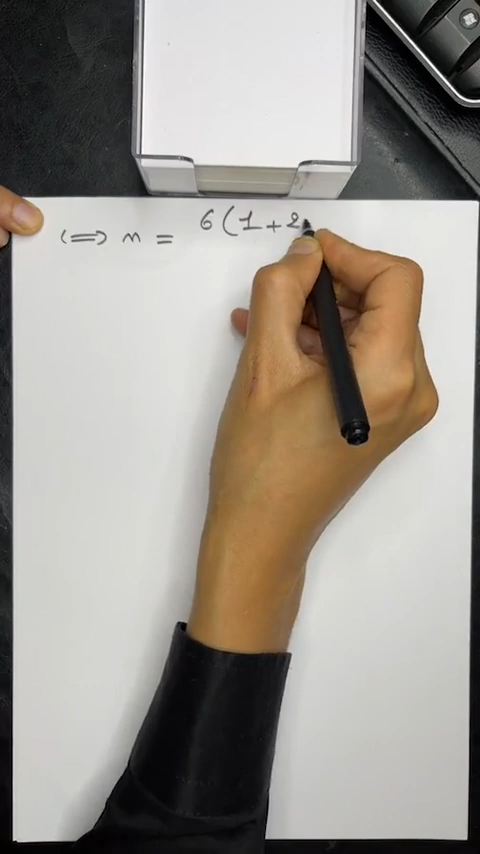 ⟺ n = 6(1+2